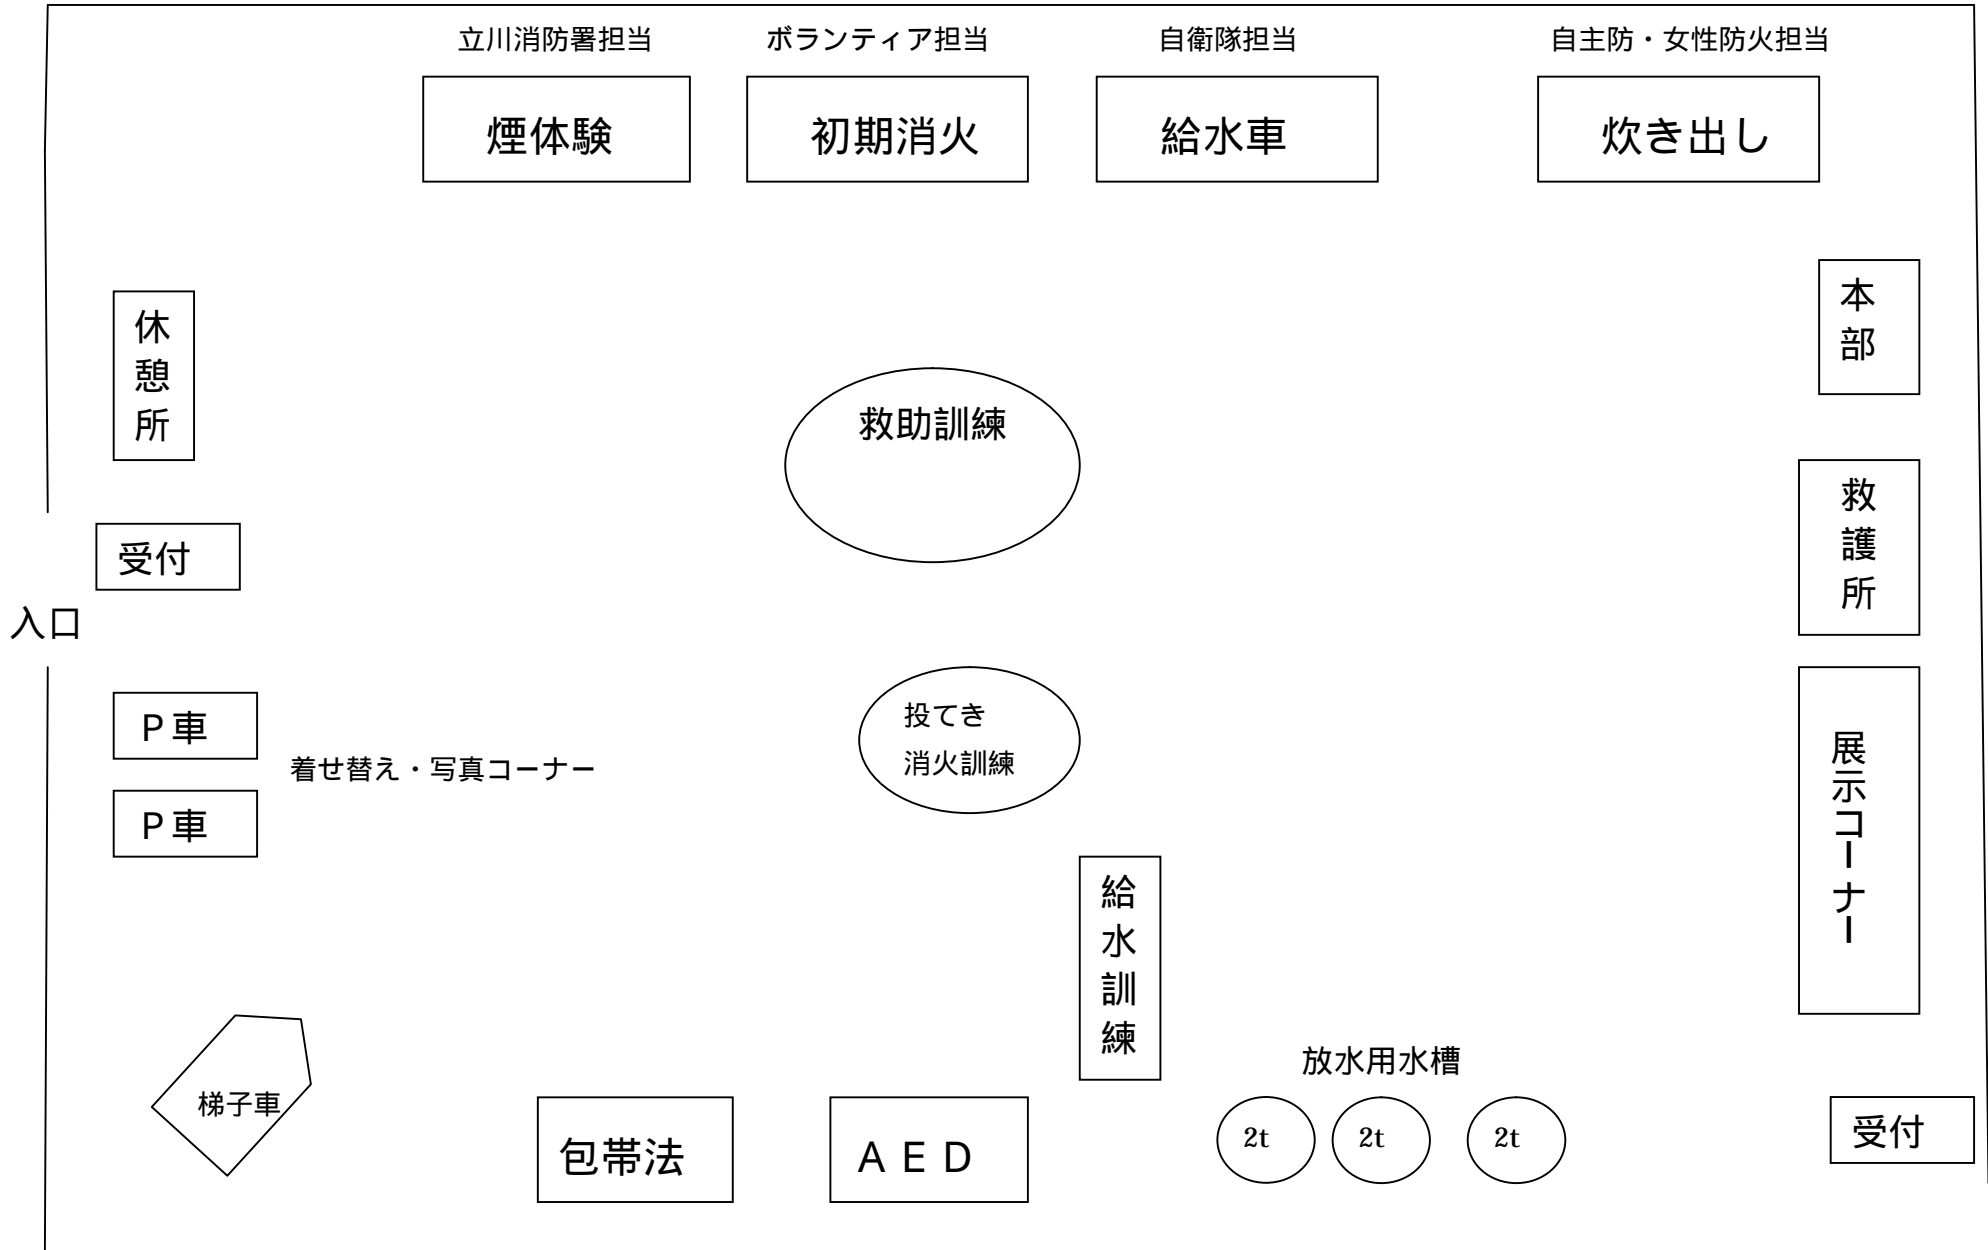 立川消防署担当
ボランティア担当
自衛隊担当
自主防・女性防火担当
煙体験
初期消火
給水車
炊き出し
本部
休憩所
救助訓練
救護所
受付
入口
P車
投てき
消火訓練
展示コーナー
着せ替え・写真コーナー
P車
給水訓練
放水用水槽
梯子車
包帯法
AED
2t
2t
2t
受付